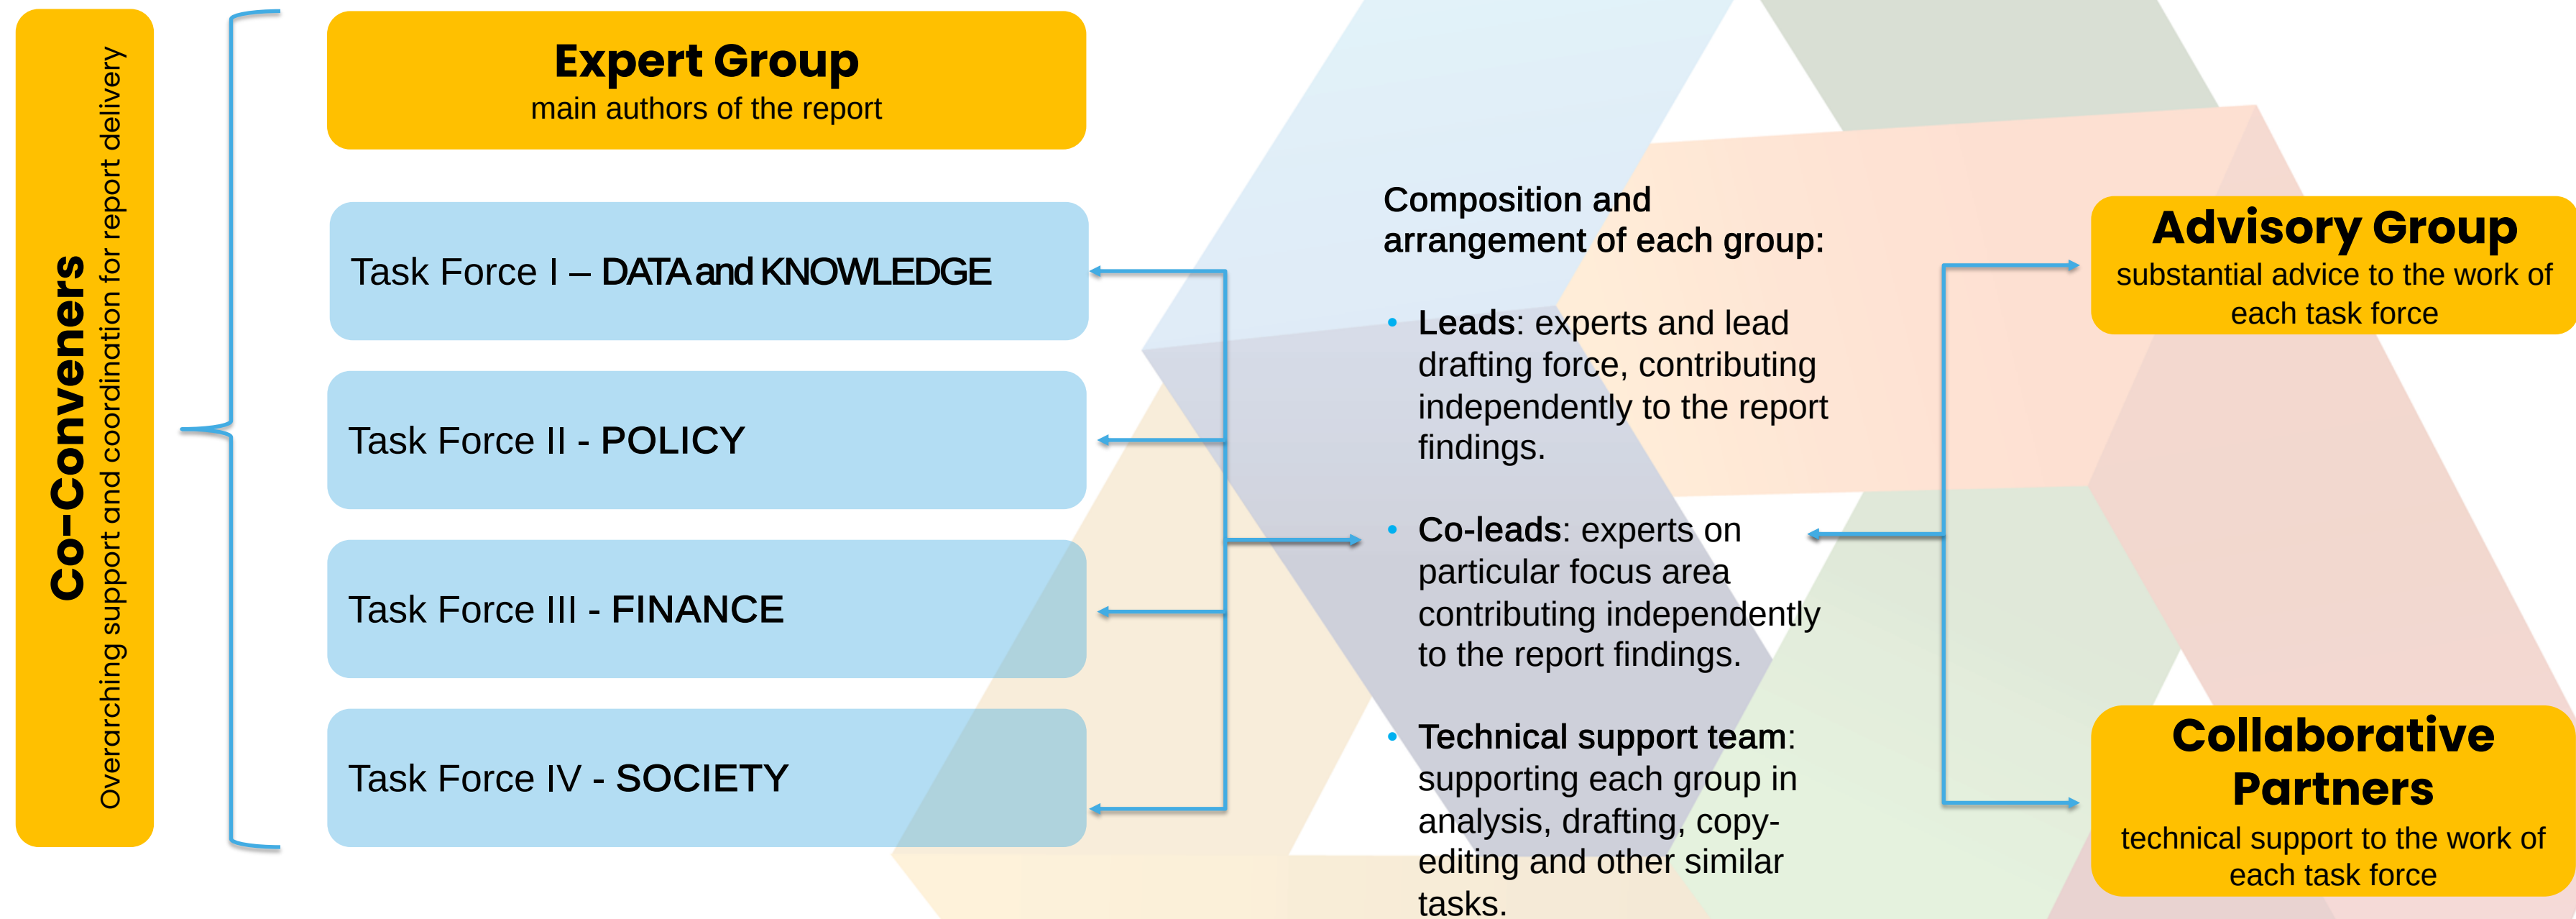 Co-Conveners
Overarching support and coordination for report delivery
Expert Group
main authors of the report
Task Force I – DATA and KNOWLEDGE
Task Force II - POLICY
Task Force III - FINANCE
Task Force IV - SOCIETY
Composition and
arrangement of each group:
• Leads: experts and lead
drafting force, contributing
independently to the report
findings.
• Co-leads: experts on
particular focus area
contributing independently
to the report findings.
• Technical support team:
supporting each group in
analysis, drafting, copy-
editing and other similar
tasks.
Advisory Group
substantial advice to the work of
each task force
Collaborative
Partners
technical support to the work of
each task force